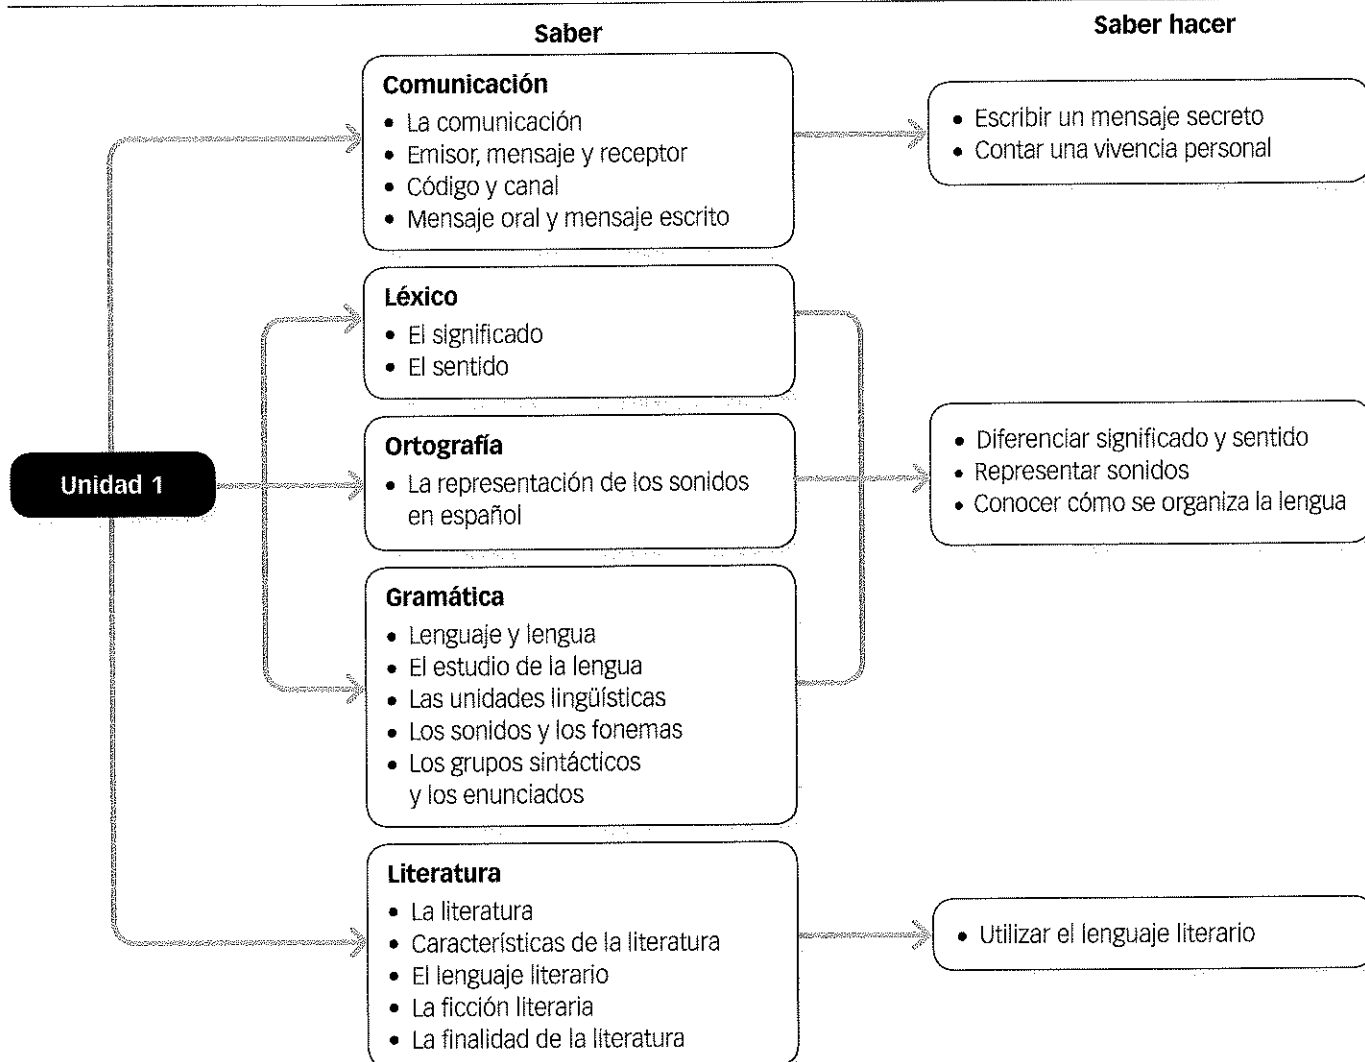 Saber
Saber hacer
Comunicación
• La comunicación
• Emisor, mensaje y receptor
• Código y canal
• Mensaje oral y mensaje escrito
• Escribir un mensaje secreto
• Contar una vivencia personal
Léxico
• El significado
• El sentido
Unidad 1
Ortografía
• La representación de los sonidos
en español
• Diferenciar significado y sentido
• Representar sonidos
• Conocer cómo se organiza la lengua
Gramática
• Lenguaje y lengua
• El estudio de la lengua
• Las unidades lingüísticas
• Los sonidos y los fonemas
• Los grupos sintácticos
y los enunciados
Literatura
• La literatura
• Características de la literatura
• El lenguaje literario
• La ficción literaria
• La finalidad de la literatura
• Utilizar el lenguaje literario